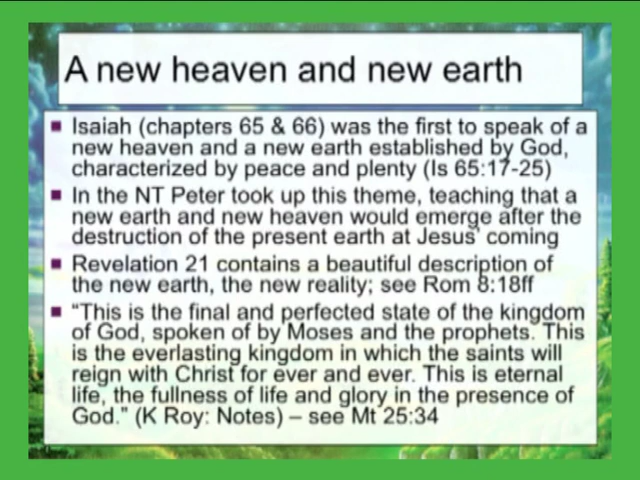 A new heaven and new earth
Isaiah (chapters 65 & 66) was the first to speak of a
new heaven and a new earth established by God,
characterized by peace and plenty (Is 65:17-25)
In the NT Peter took up this theme, teaching that a
new earth and new heaven would emerge after the
destruction of the present earth at Jesus' coming
Revelation 21 contains a beautiful description of
the new earth, the new reality; see Rom 8:18ff
“This is the final and perfected state of the kingdom
of God, spoken of by Moses and the prophets. This
is the everlasting kingdom in which the saints will
reign with Christ for ever and ever. This is eternal
life, the fullness of life and glory in the presence of
God.” (K Roy: Notes) – see Mt 25:34